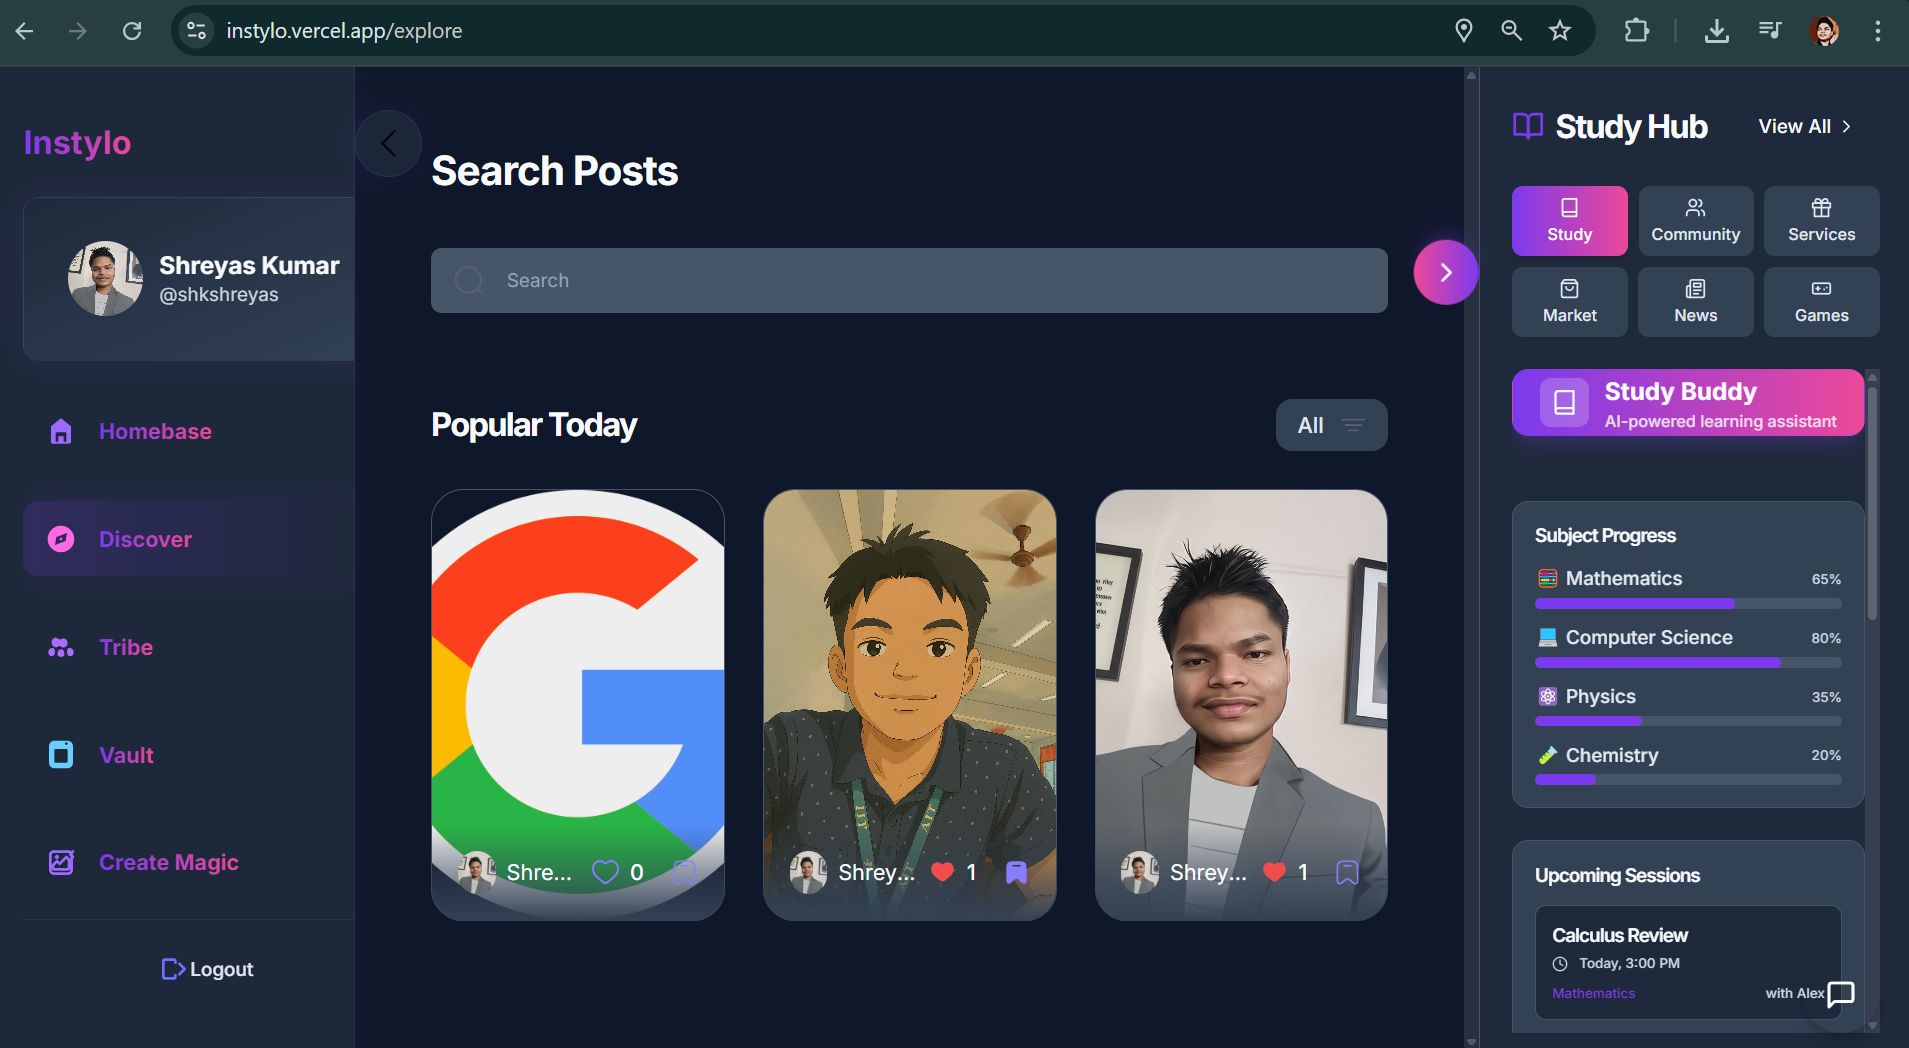 instylo.vercel.app/explore
Instylo
Shreyas Kumar
@shkshreyas
Homebase
Discover
Tribe
Vault
Create Magic
Logout
Search Posts
Search
Popular Today
All
Shre... 0
Shrey... 1
Shrey... 1
Study Hub
View All
Study
Community
Services
Market
News
Games
Study Buddy
AI-powered learning assistant
Subject Progress
Mathematics 65%
Computer Science 80%
Physics 35%
Chemistry 20%
Upcoming Sessions
Calculus Review
Today, 3:00 PM
Mathematics with Alex